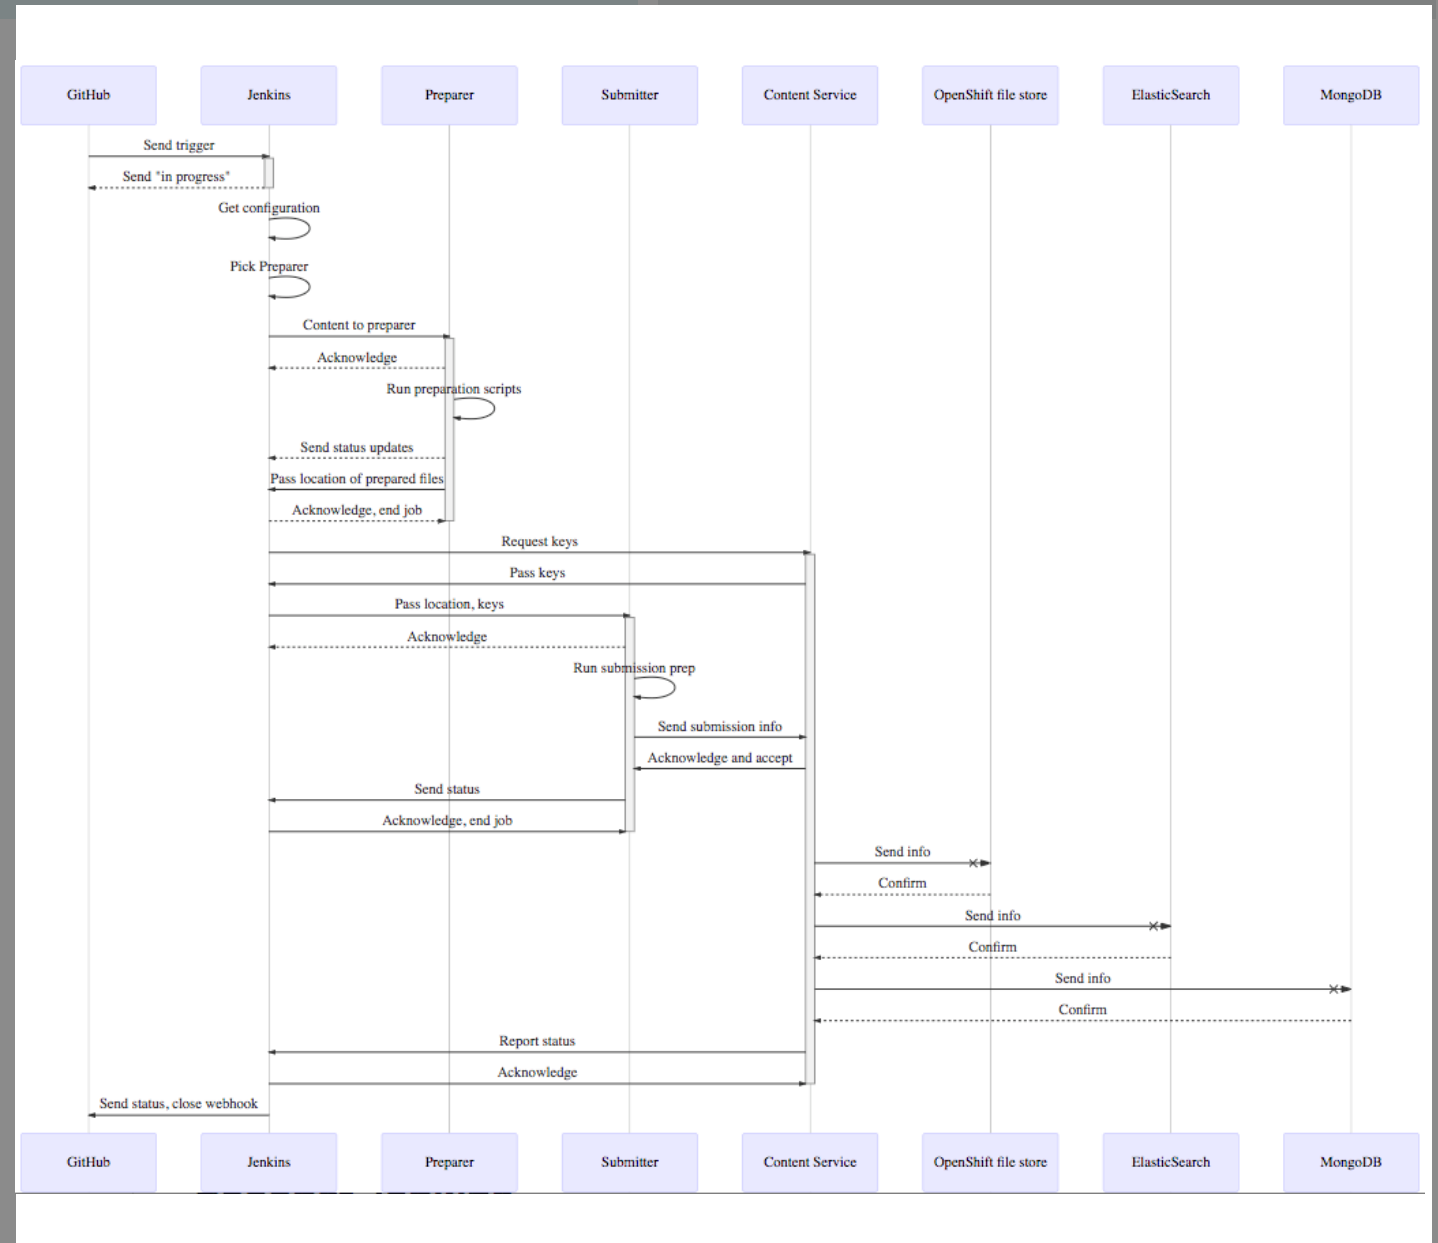 GitHub
Jenkins
Preparer
Submitter
Content Service
OpenShift file store
ElasticSearch
MongoDB
Send trigger
Send "in progress"
Get configuration
Pick Preparer
Content to preparer
Acknowledge
Run preparation scripts
Send status updates
Pass location of prepared files
Acknowledge, end job
Request keys
Pass keys
Pass location, keys
Acknowledge
Run submission prep
Send submission info
Acknowledge and accept
Send status
Acknowledge, end job
Send info
Confirm
Send info
Confirm
Send info
Confirm
Report status
Acknowledge
Send status, close webhook
GitHub
Jenkins
Preparer
Submitter
Content Service
OpenShift file store
ElasticSearch
MongoDB